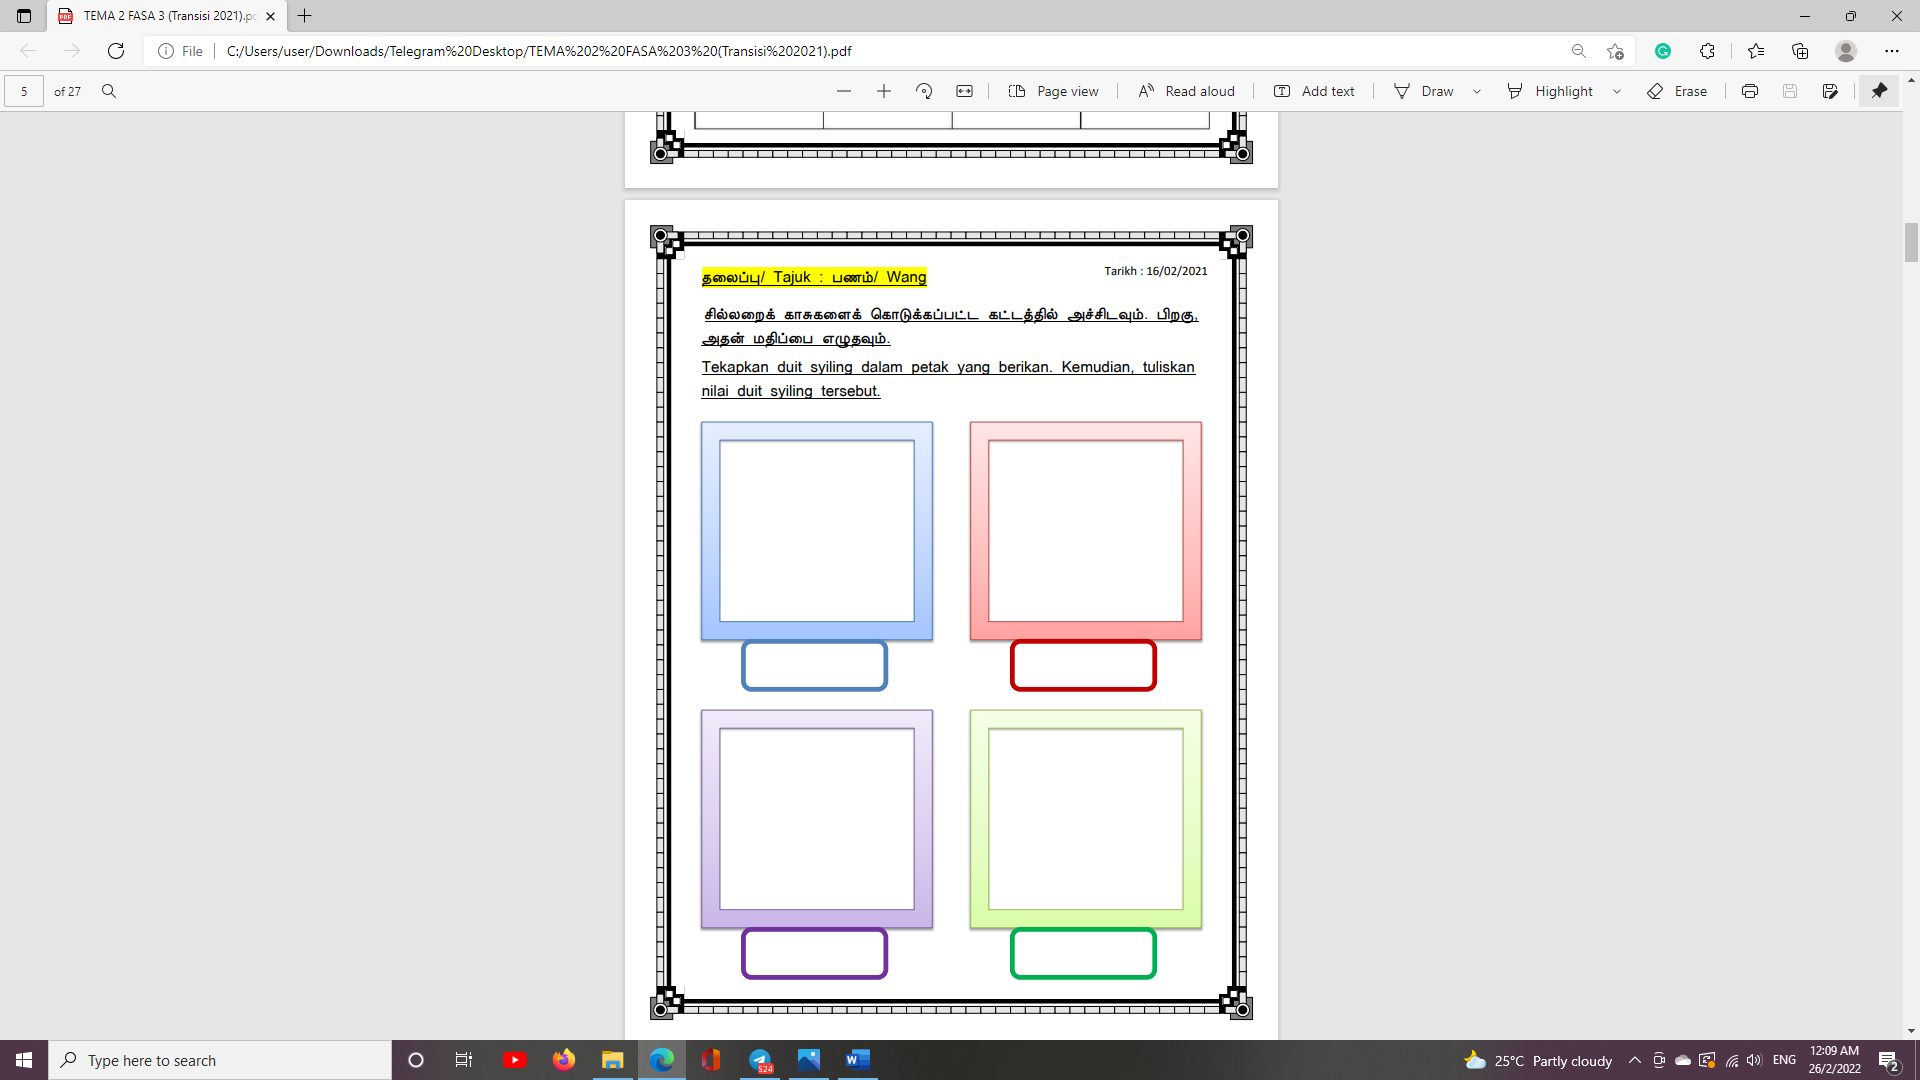 TEMA 2 FASA 3 (Transisi 2021).pdf
File C:/Users/user/Downloads/Telegram%20Desktop/TEMA%202%20FASA%203%20(Transisi%202021).pdf
5 of 27 Page view Read aloud Add text Draw Highlight Erase
Tarikh : 16/02/2021
தலைப்பு/ Tajuk : பணம்/ Wang
சில்லறைக் காசுகளைக் கொடுக்கப்பட்ட கட்டத்தில் அச்சிடவும். பிறகு,
அதன் மதிப்பை எழுதவும்.
Tekapkan duit syiling dalam petak yang berikan. Kemudian, tuliskan
nilai duit syiling tersebut.
Type here to search
524
25°C Partly cloudy
ENG
12:09 AM
26/2/2022
2